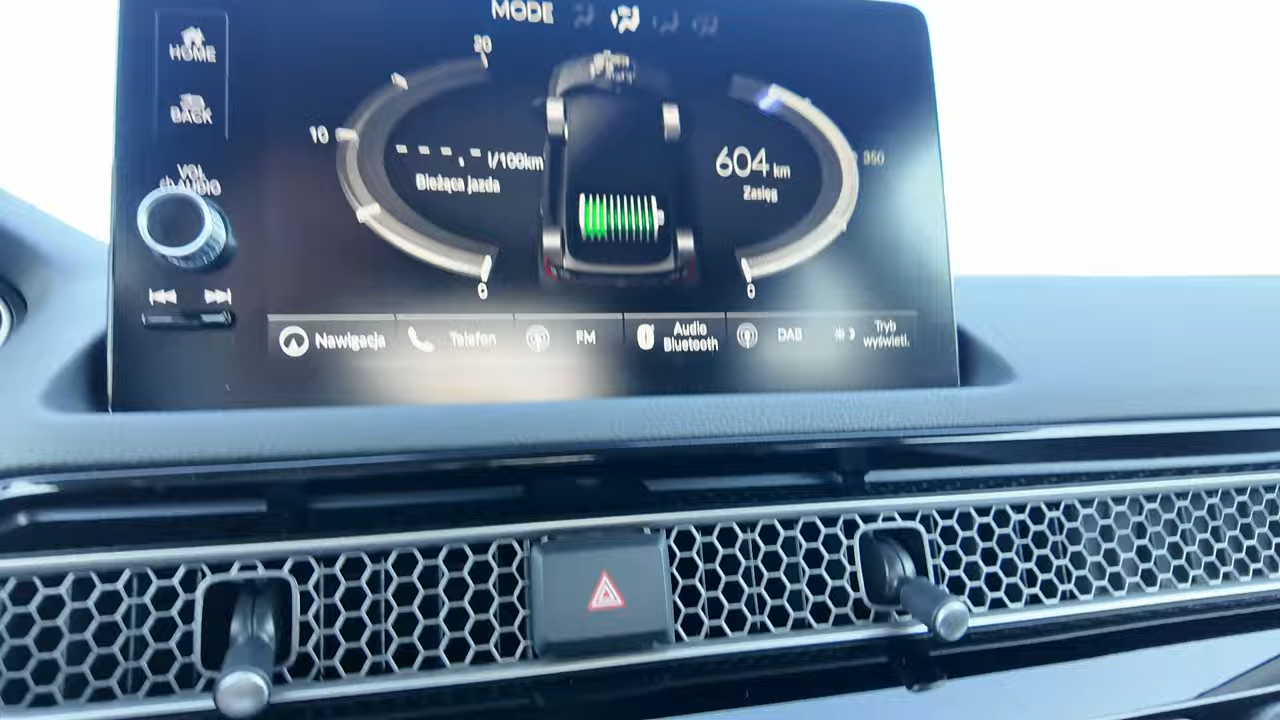 MODE
HOME
BACK
VOL
AUDIO
20
10
0
l/100km
Bieżąca jazda
604 km
Zasięg
350
0
Nawigacja
Telefon
FM
Audio
Bluetooth
DAB
Tryb
wyświetl.